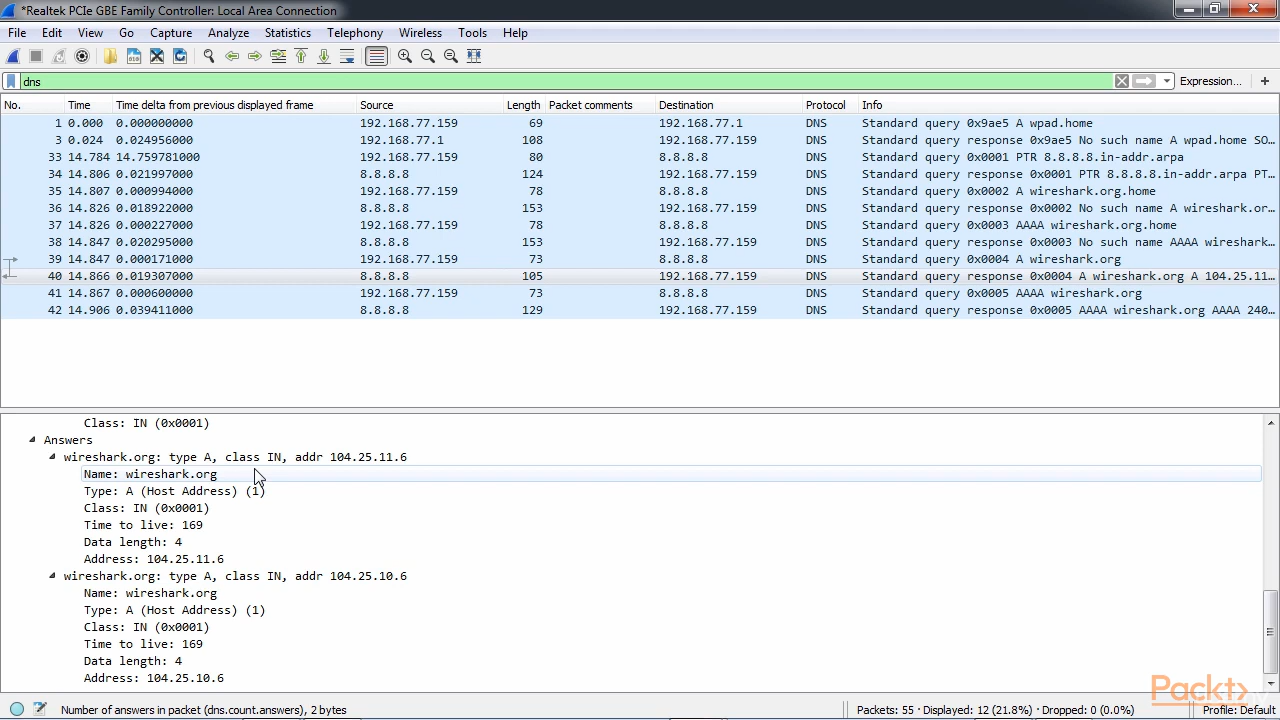 *Realtek PCIe GBE Family Controller: Local Area Connection
File Edit View Go Capture Analyze Statistics Telephony Wireless Tools Help
dns Expression... +
No. Time Time delta from previous displayed frame Source Length Packet comments Destination Protocol Info
1 0.000 0.000000000 192.168.77.159 69 192.168.77.1 DNS Standard query 0x9ae5 A wpad.home
3 0.024 0.024956000 192.168.77.1 108 192.168.77.159 DNS Standard query response 0x9ae5 No such name A wpad.home SO…
33 14.784 14.759781000 192.168.77.159 80 8.8.8.8 DNS Standard query 0x0001 PTR 8.8.8.8.in-addr.arpa
34 14.806 0.021997000 8.8.8.8 124 192.168.77.159 DNS Standard query response 0x0001 PTR 8.8.8.8.in-addr.arpa PT…
35 14.807 0.000994000 192.168.77.159 78 8.8.8.8 DNS Standard query 0x0002 A wireshark.org.home
36 14.826 0.018922000 8.8.8.8 153 192.168.77.159 DNS Standard query response 0x0002 No such name A wireshark.or…
37 14.826 0.000227000 192.168.77.159 78 8.8.8.8 DNS Standard query 0x0003 AAAA wireshark.org.home
38 14.847 0.020295000 8.8.8.8 153 192.168.77.159 DNS Standard query response 0x0003 No such name AAAA wireshark…
39 14.847 0.000171000 192.168.77.159 73 8.8.8.8 DNS Standard query 0x0004 A wireshark.org
40 14.866 0.019307000 8.8.8.8 105 192.168.77.159 DNS Standard query response 0x0004 A wireshark.org A 104.25.11…
41 14.867 0.000600000 192.168.77.159 73 8.8.8.8 DNS Standard query 0x0005 AAAA wireshark.org
42 14.906 0.039411000 8.8.8.8 129 192.168.77.159 DNS Standard query response 0x0005 AAAA wireshark.org AAAA 240…
Class: IN (0x0001)
Answers
wireshark.org: type A, class IN, addr 104.25.11.6
Name: wireshark.org
Type: A (Host Address) (1)
Class: IN (0x0001)
Time to live: 169
Data length: 4
Address: 104.25.11.6
wireshark.org: type A, class IN, addr 104.25.10.6
Name: wireshark.org
Type: A (Host Address) (1)
Class: IN (0x0001)
Time to live: 169
Data length: 4
Address: 104.25.10.6
Packt
Number of answers in packet (dns.count.answers), 2 bytes Packets: 55 · Displayed: 12 (21.8%) · Dropped: 0 (0.0%) Profile: Default